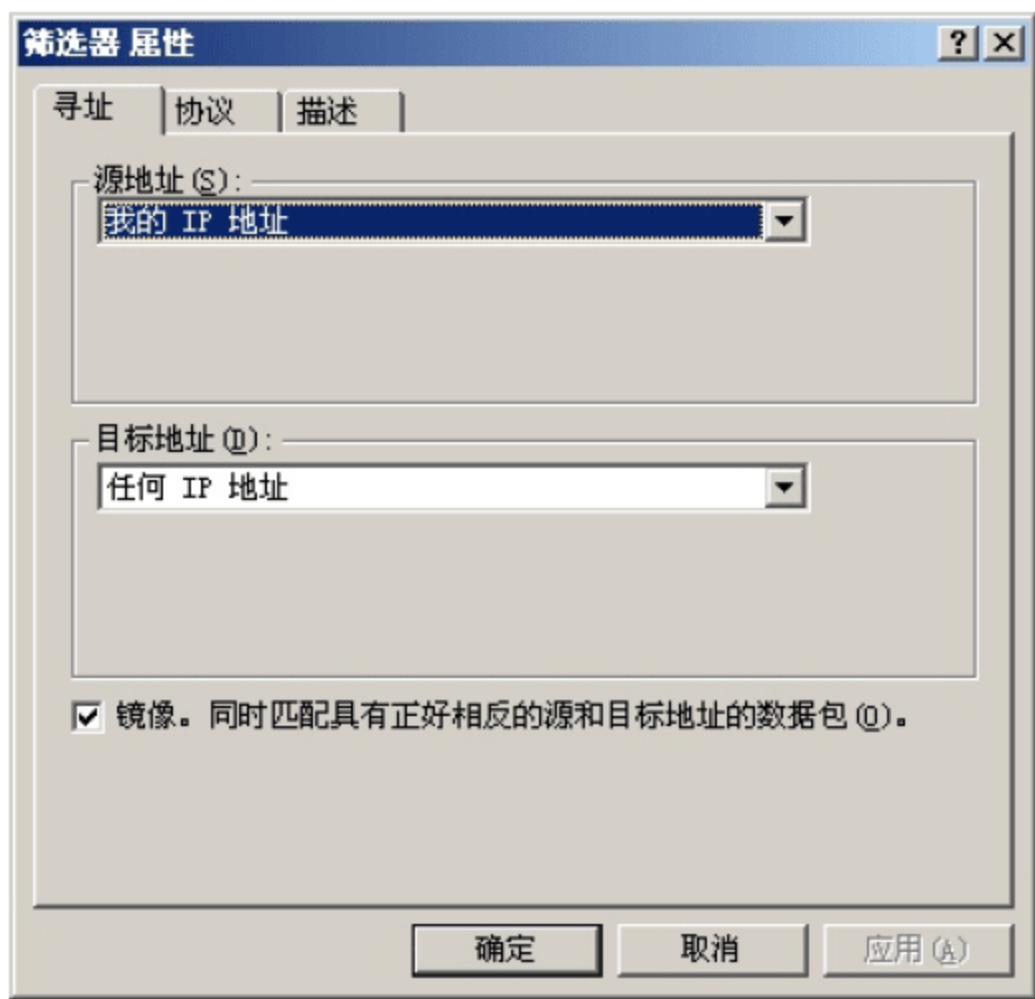 筛选器 属性
寻址 协议 描述
源地址(S):
我的 IP 地址
目标地址(D):
任何 IP 地址
镜像。同时匹配具有正好相反的源和目标地址的数据包(O)。
确定 取消 应用(A)